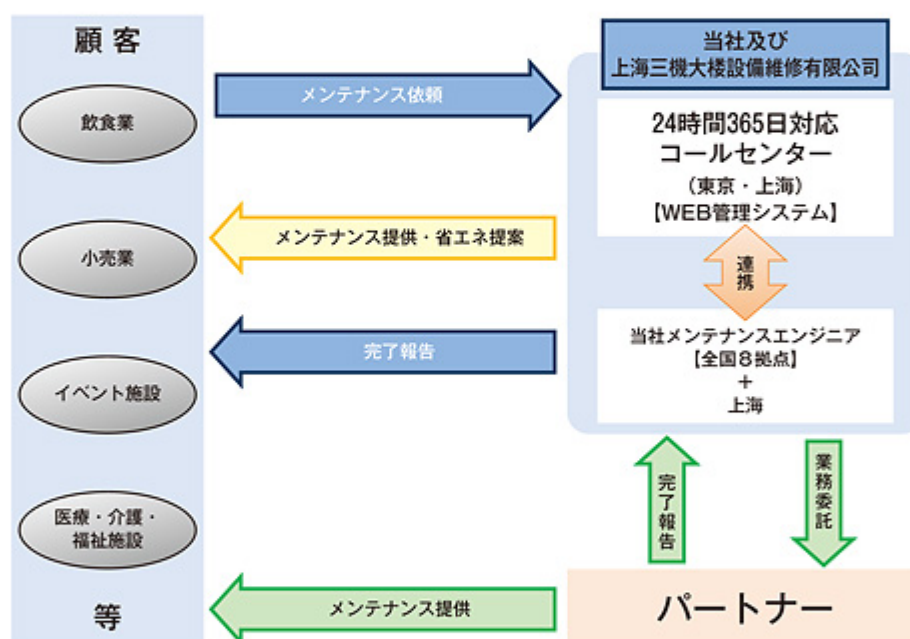 顧客
飲食業
小売業
イベント施設
医療・介護・
福祉施設
等
メンテナンス依頼
メンテナンス提供・省エネ提案
完了報告
メンテナンス提供
当社及び
上海三機大楼設備維修有限公司
24時間365日対応
コールセンター
（東京・上海）
【WEB管理システム】
連携
当社メンテナンスエンジニア
【全国8拠点】
+
上海
完了報告
業務委託
パートナー